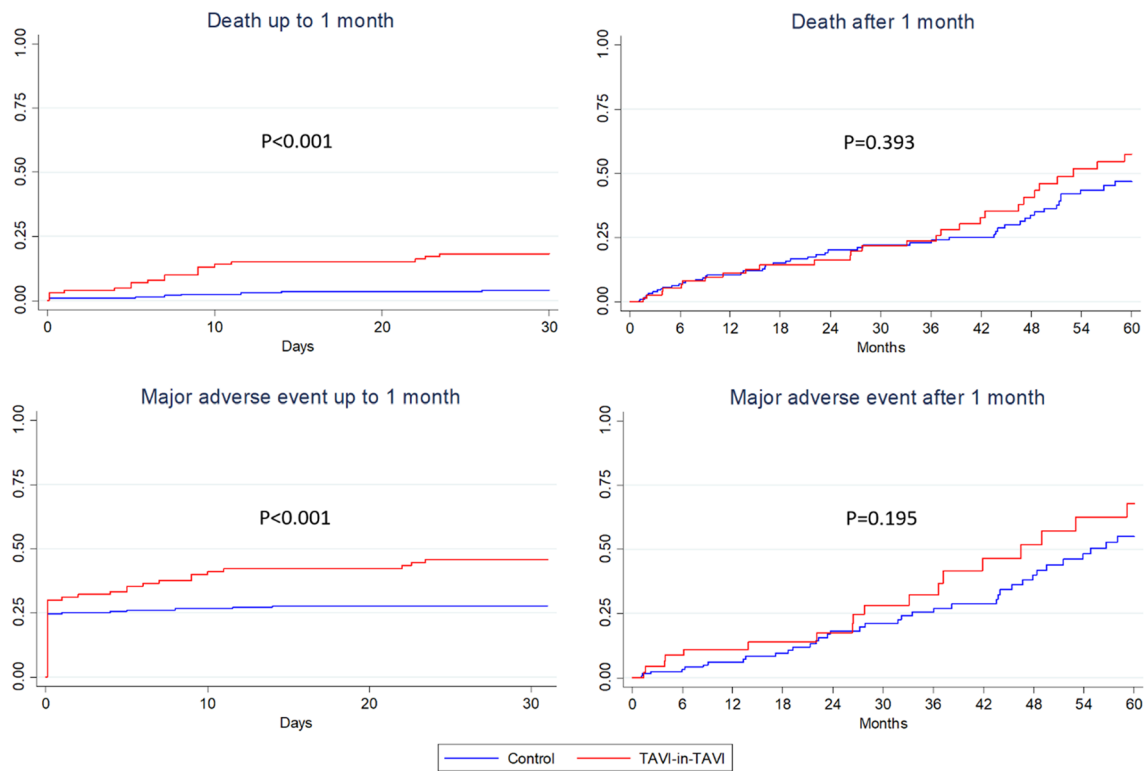 Death up to 1 month
1.00
0.75
0.50
0.25
0.00
P<0.001
0 10 20 30
Days
Death after 1 month
1.00
0.75
0.50
0.25
0.00
P=0.393
0 6 12 18 24 30 36 42 48 54 60
Months
Major adverse event up to 1 month
1.00
0.75
0.50
0.25
0.00
P<0.001
0 10 20 30
Days
Major adverse event after 1 month
1.00
0.75
0.50
0.25
0.00
P=0.195
0 6 12 18 24 30 36 42 48 54 60
Months
Control TAVI-in-TAVI